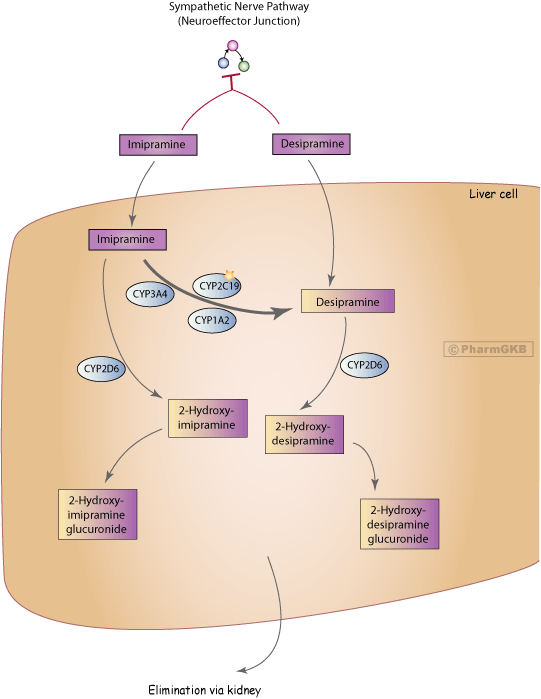 Sympathetic Nerve Pathway
(Neuroeffector Junction)
Imipramine
Desipramine
Liver cell
Imipramine
CYP2C19
CYP3A4
Desipramine
CYP1A2
© PharmGKB
CYP2D6
CYP2D6
2-Hydroxy-
imipramine
2-Hydroxy-
desipramine
2-Hydroxy-
imipramine
glucuronide
2-Hydroxy-
desipramine
glucuronide
Elimination via kidney